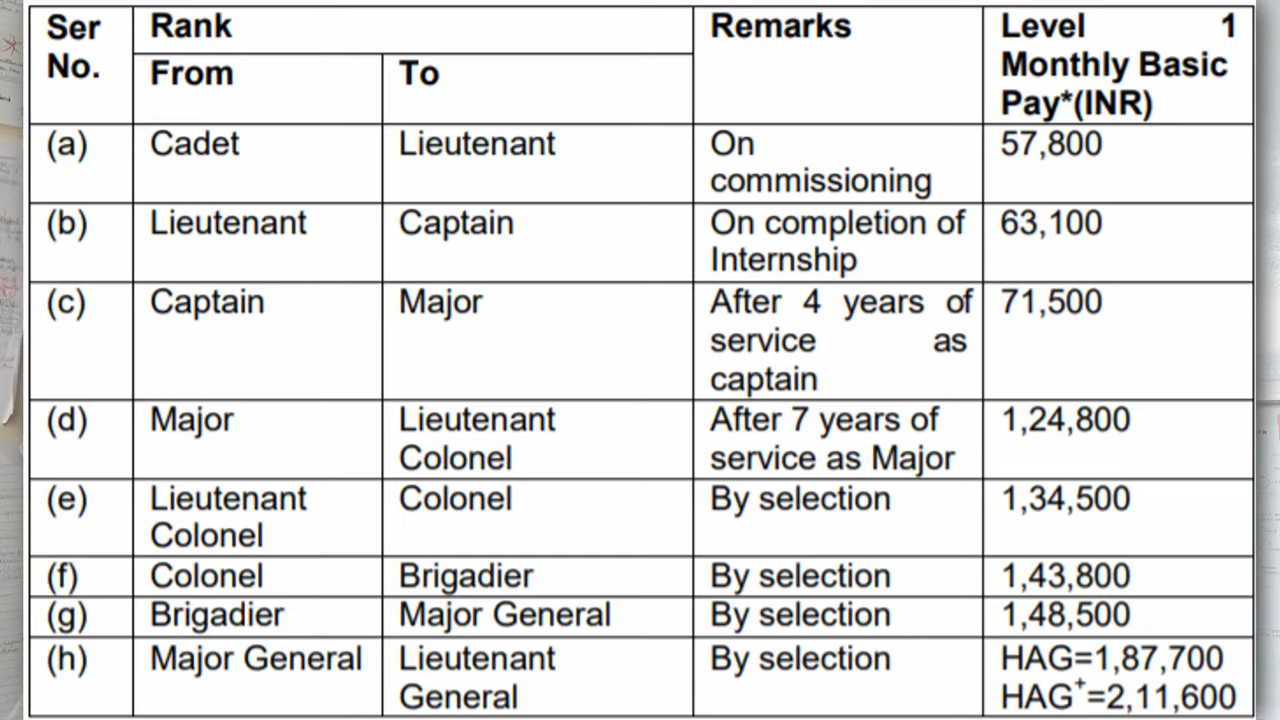 Ser No. Rank Remarks Level 1 Monthly Basic Pay*(INR)
From To
(a) Cadet Lieutenant On commissioning 57,800
(b) Lieutenant Captain On completion of Internship 63,100
(c) Captain Major After 4 years of service as captain 71,500
(d) Major Lieutenant Colonel After 7 years of service as Major 1,24,800
(e) Lieutenant Colonel Colonel By selection 1,34,500
(f) Colonel Brigadier By selection 1,43,800
(g) Brigadier Major General By selection 1,48,500
(h) Major General Lieutenant General By selection HAG=1,87,700 HAG⁺=2,11,600